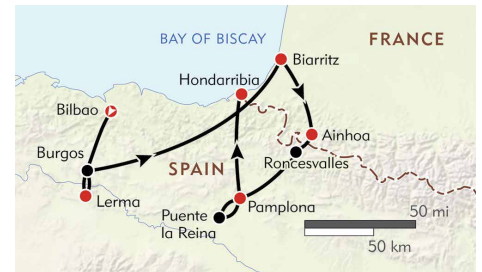 BAY OF BISCAY
FRANCE
Biarritz
Hondarribia
Bilbao
Ainhoa
Burgos
Roncesvalles
SPAIN
Lerma
Pamplona
Puente
la Reina
50 mi
50 km